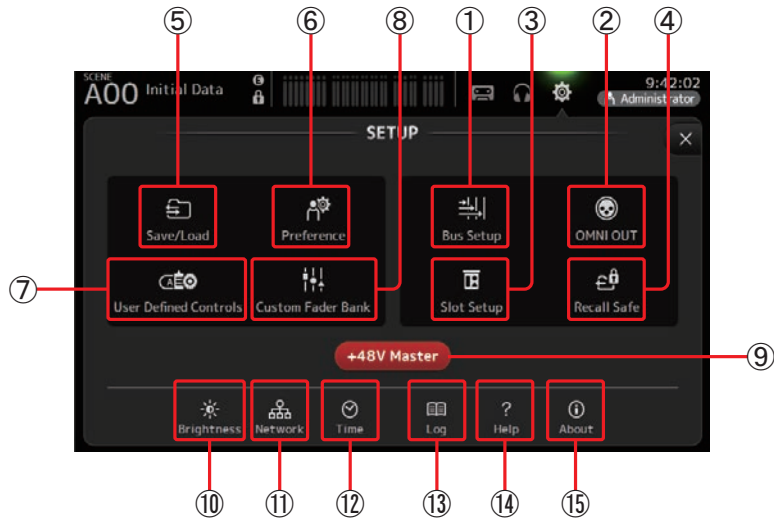 ⑤ ⑥ ⑧ ① ③ ② ④
SCENE
A00 Initial Data E 9:42:02
Administrator
SETUP
Save/Load Preference Bus Setup OMNI OUT
⑦
User Defined Controls Custom Fader Bank Slot Setup Recall Safe
+48V Master ⑨
Brightness Network Time Log ? Help About
⑩ ⑪ ⑫ ⑬ ⑭ ⑮